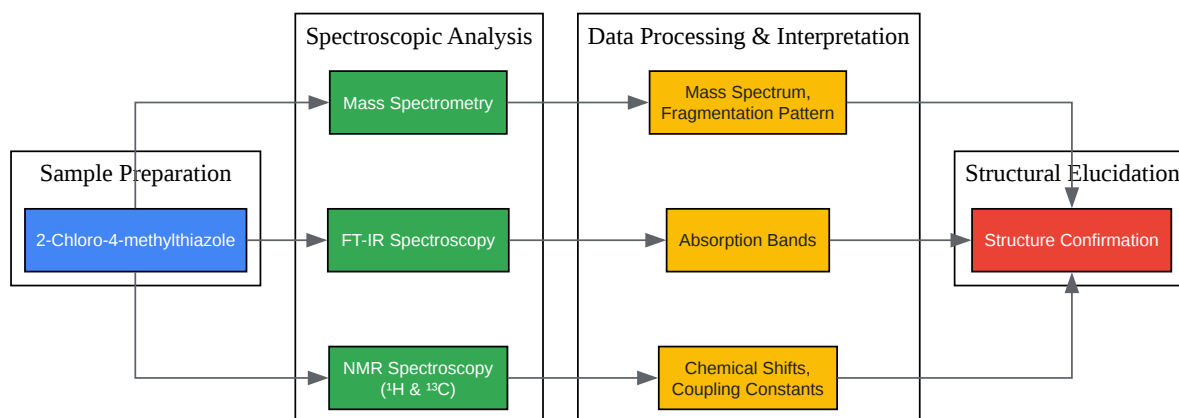 Spectroscopic Analysis
Data Processing & Interpretation
Mass Spectrometry
Mass Spectrum,
Fragmentation Pattern
Sample Preparation
Structural Elucidation
2-Chloro-4-methylthiazole
FT-IR Spectroscopy
Absorption Bands
Structure Confirmation
NMR Spectroscopy
(¹H & ¹³C)
Chemical Shifts,
Coupling Constants